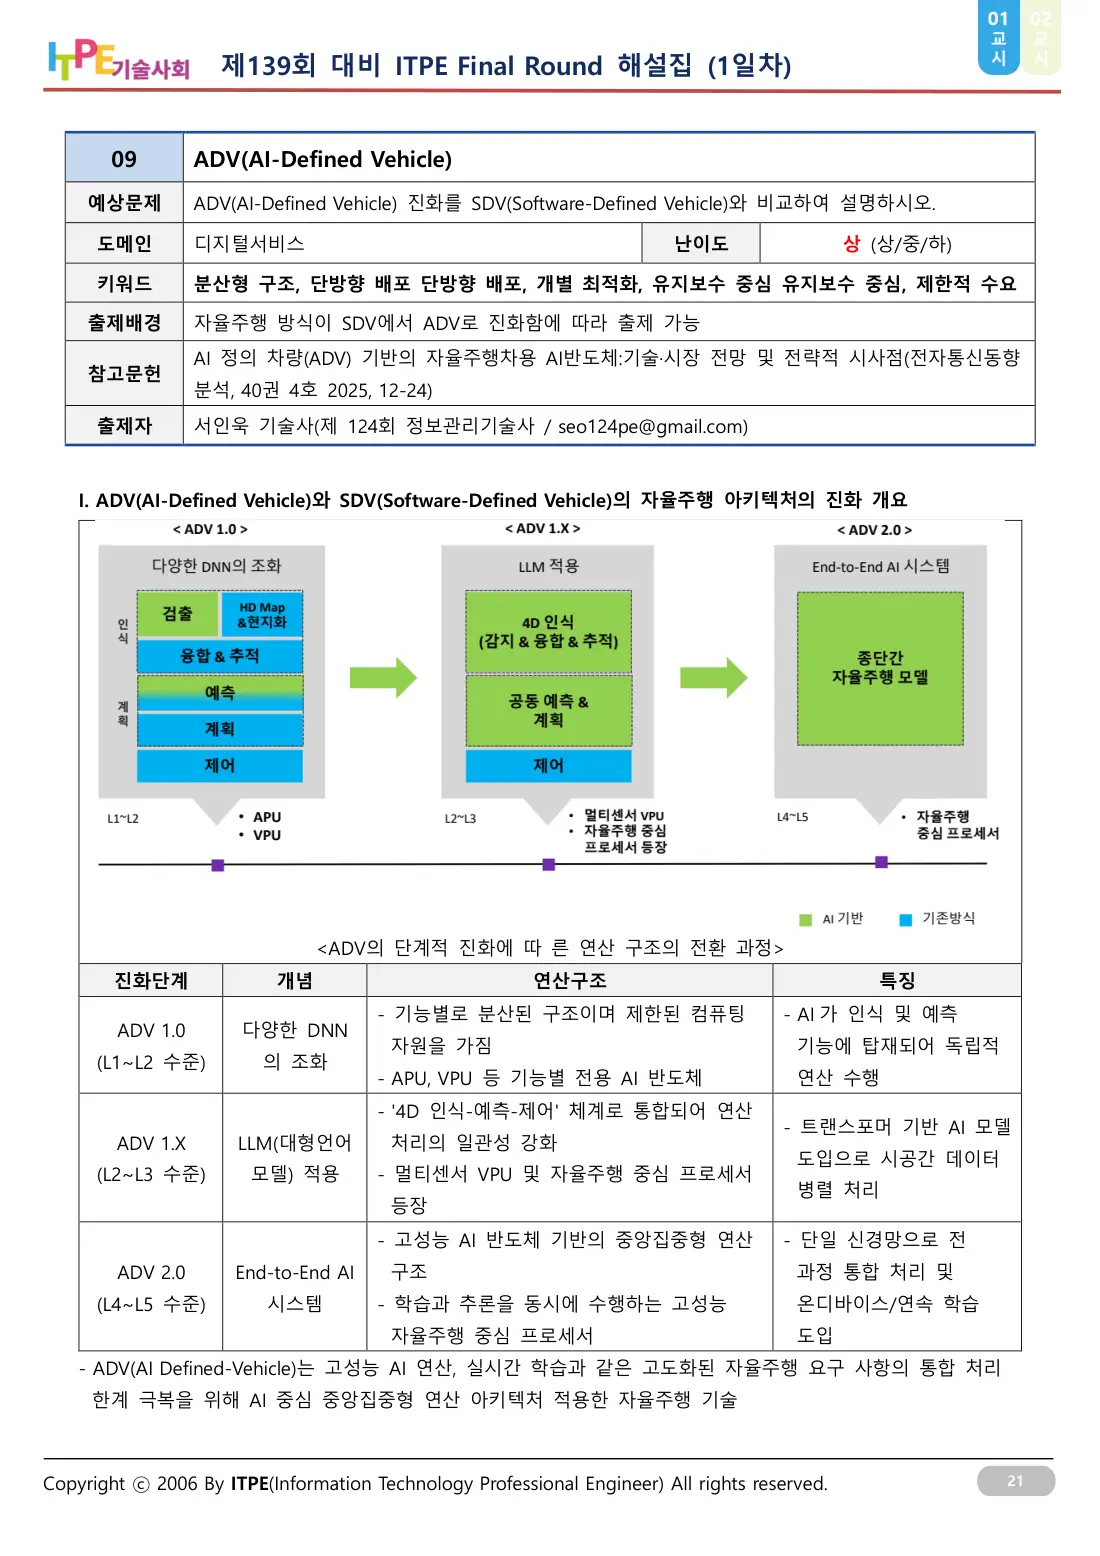 ITPE기술사회 제139회 대비 ITPE Final Round 해설집 (1일차)
01 교시
02 교시
09 ADV(AI-Defined Vehicle)
예상문제 ADV(AI-Defined Vehicle) 진화를 SDV(Software-Defined Vehicle)와 비교하여 설명하시오.
도메인 디지털서비스 난이도 상 (상/중/하)
키워드 분산형 구조, 단방향 배포 단방향 배포, 개별 최적화, 유지보수 중심 유지보수 중심, 제한적 수요
출제배경 자율주행 방식이 SDV에서 ADV로 진화함에 따라 출제 가능
참고문헌 AI 정의 차량(ADV) 기반의 자율주행차용 AI반도체:기술·시장 전망 및 전략적 시사점(전자통신동향
분석, 40권 4호 2025, 12-24)
출제자 서인욱 기술사(제 124회 정보관리기술사 / seo124pe@gmail.com)
I. ADV(AI-Defined Vehicle)와 SDV(Software-Defined Vehicle)의 자율주행 아키텍처의 진화 개요
< ADV 1.0 >
다양한 DNN의 조화
인식
검출
HD Map
&현지화
융합 & 추적
계획
예측
계획
제어
L1~L2
• APU
• VPU
< ADV 1.X >
LLM 적용
4D 인식
(감지 & 융합 & 추적)
공동 예측 &
계획
제어
L2~L3
• 멀티센서 VPU
• 자율주행 중심
프로세서 등장
< ADV 2.0 >
End-to-End AI 시스템
종단간
자율주행 모델
L4~L5
• 자율주행
중심 프로세서
AI 기반 기존방식
<ADV의 단계적 진화에 따 른 연산 구조의 전환 과정>
진화단계 개념 연산구조 특징
ADV 1.0
(L1~L2 수준)
다양한 DNN
의 조화
- 기능별로 분산된 구조이며 제한된 컴퓨팅
자원을 가짐
- APU, VPU 등 기능별 전용 AI 반도체
- AI가 인식 및 예측
기능에 탑재되어 독립적
연산 수행
ADV 1.X
(L2~L3 수준)
LLM(대형언어
모델) 적용
- '4D 인식-예측-제어' 체계로 통합되어 연산
처리의 일관성 강화
- 멀티센서 VPU 및 자율주행 중심 프로세서
등장
- 트랜스포머 기반 AI 모델
도입으로 시공간 데이터
병렬 처리
ADV 2.0
(L4~L5 수준)
End-to-End AI
시스템
- 고성능 AI 반도체 기반의 중앙집중형 연산
구조
- 학습과 추론을 동시에 수행하는 고성능
자율주행 중심 프로세서
- 단일 신경망으로 전
과정 통합 처리 및
온디바이스/연속 학습
도입
- ADV(AI Defined-Vehicle)는 고성능 AI 연산, 실시간 학습과 같은 고도화된 자율주행 요구 사항의 통합 처리
한계 극복을 위해 AI 중심 중앙집중형 연산 아키텍처 적용한 자율주행 기술
Copyright ⓒ 2006 By ITPE(Information Technology Professional Engineer) All rights reserved.
21